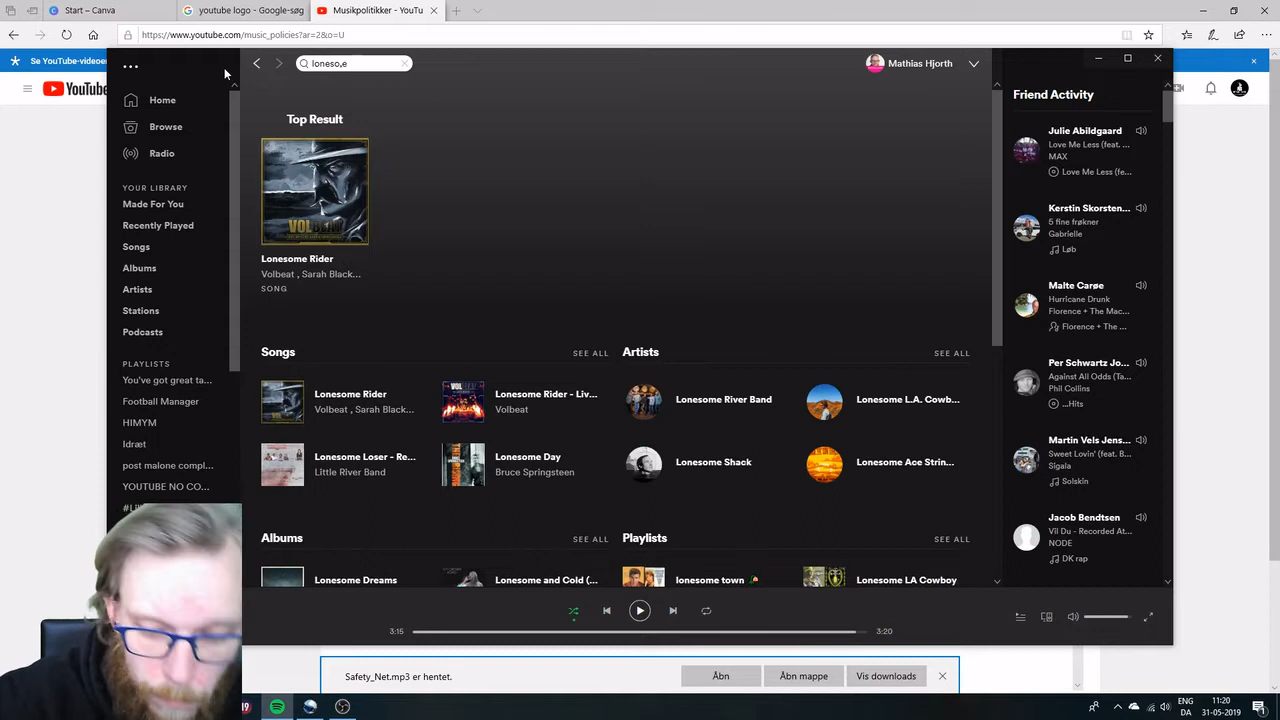 Start – Canva
youtube logo - Google-søg
Musikpolitikker - YouTu
https://www.youtube.com/music_policies?ar=2&o=U
Se YouTube-videoer
YouTube
loneso,e
Mathias Hjorth
Home
Browse
Radio
YOUR LIBRARY
Made For You
Recently Played
Songs
Albums
Artists
Stations
Podcasts
PLAYLISTS
You've got great ta...
Football Manager
HIMYM
Idræt
post malone compl...
YOUTUBE NO CO...
Top Result
VOLBEAT
Lonesome Rider
Volbeat , Sarah Black...
SONG
Songs
SEE ALL
Lonesome Rider
Volbeat , Sarah Black...
Lonesome Rider - Liv...
Volbeat
Lonesome Loser - Re...
Little River Band
Lonesome Day
Bruce Springsteen
Artists
SEE ALL
Lonesome River Band
Lonesome L.A. Cowb...
Lonesome Shack
Lonesome Ace Strin...
Albums
SEE ALL
Lonesome Dreams
Lonesome and Cold (...
Playlists
SEE ALL
lonesome town
Lonesome LA Cowboy
Friend Activity
Julie Abildgaard
Love Me Less (feat. ...
MAX
Love Me Less (fe...
Kerstin Skorsten...
5 fine frøkner
Gabrielle
Løb
Malte Carøe
Hurricane Drunk
Florence + The Mac...
Florence + The ...
Per Schwartz Jo...
Against All Odds (Ta...
Phil Collins
...Hits
Martin Vels Jens...
Sweet Lovin' (feat. B...
Sigala
Solskin
Jacob Bendtsen
Vil Du - Recorded At...
NODE
DK rap
3:15
3:20
Safety_Net.mp3 er hentet.
Åbn
Åbn mappe
Vis downloads
ENG
DA
11:20
31-05-2019